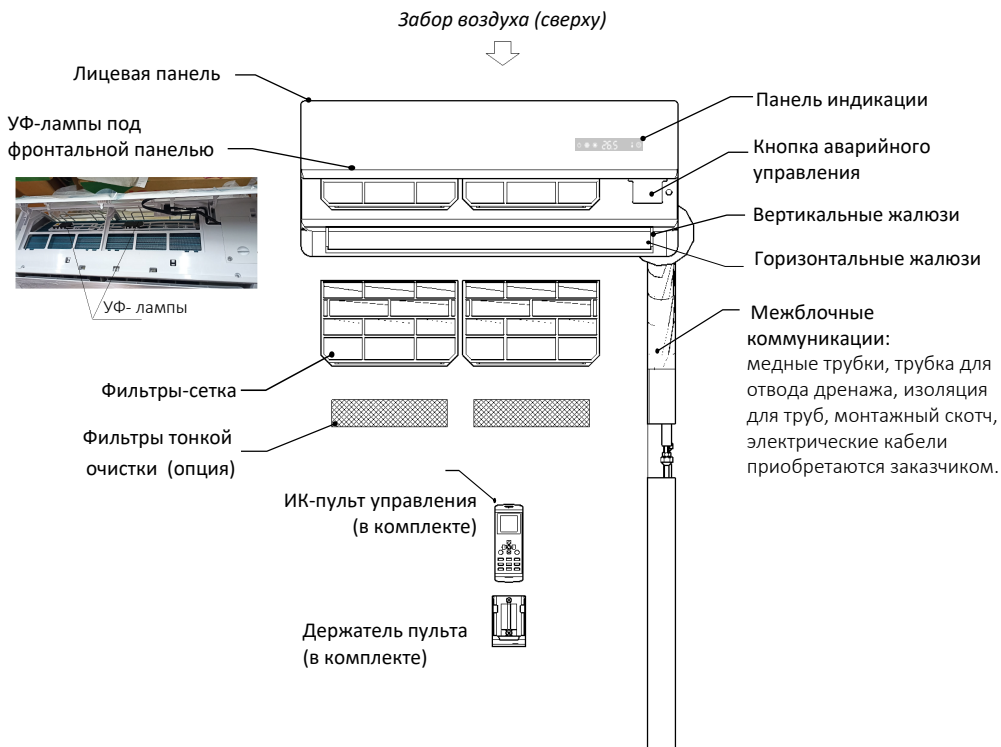 Забор воздуха (сверху)
Лицевая панель
УФ-лампы под
фронтальной панелью
УФ- лампы
Панель индикации
26.5
Кнопка аварийного
управления
Вертикальные жалюзи
Горизонтальные жалюзи
Межблочные
коммуникации:
медные трубки, трубка для
отвода дренажа, изоляция
для труб, монтажный скотч,
электрические кабели
приобретаются заказчиком.
Фильтры-сетка
Фильтры тонкой
очистки (опция)
ИК-пульт управления
(в комплекте)
Держатель пульта
(в комплекте)